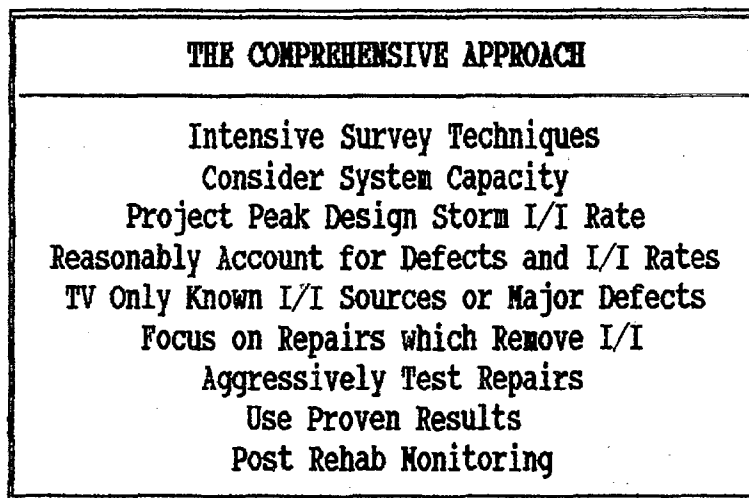 THE COMPREHENSIVE APPROACH
Intensive Survey Techniques
Consider System Capacity
Project Peak Design Storm I/I Rate
Reasonably Account for Defects and I/I Rates
TV Only Known I/I Sources or Major Defects
Focus on Repairs which Remove I/I
Aggressively Test Repairs
Use Proven Results
Post Rehab Monitoring